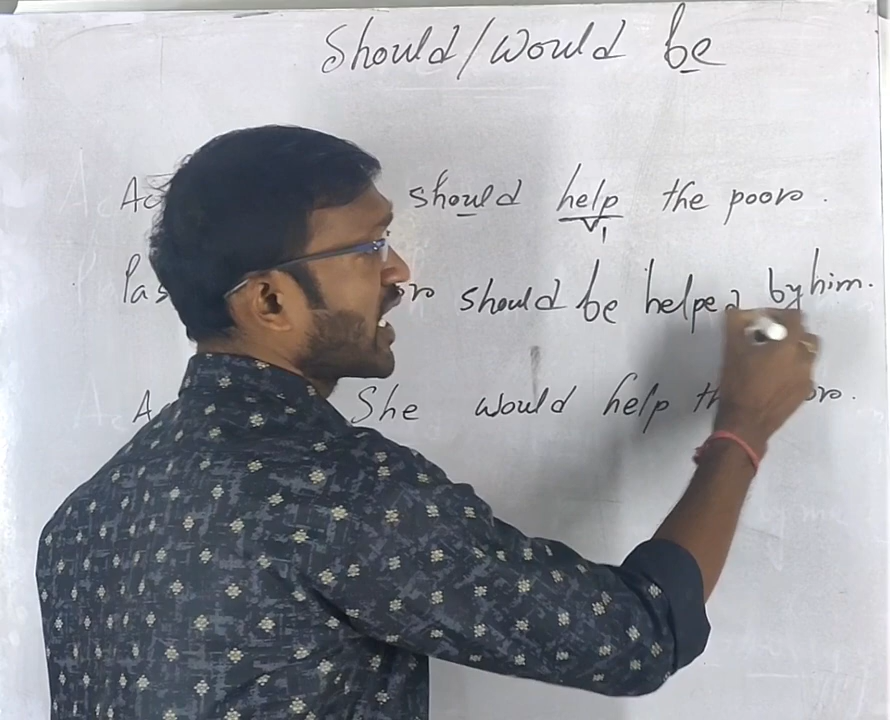 Should/would be
should help the poor.
V1
should be helped by him.
She would help